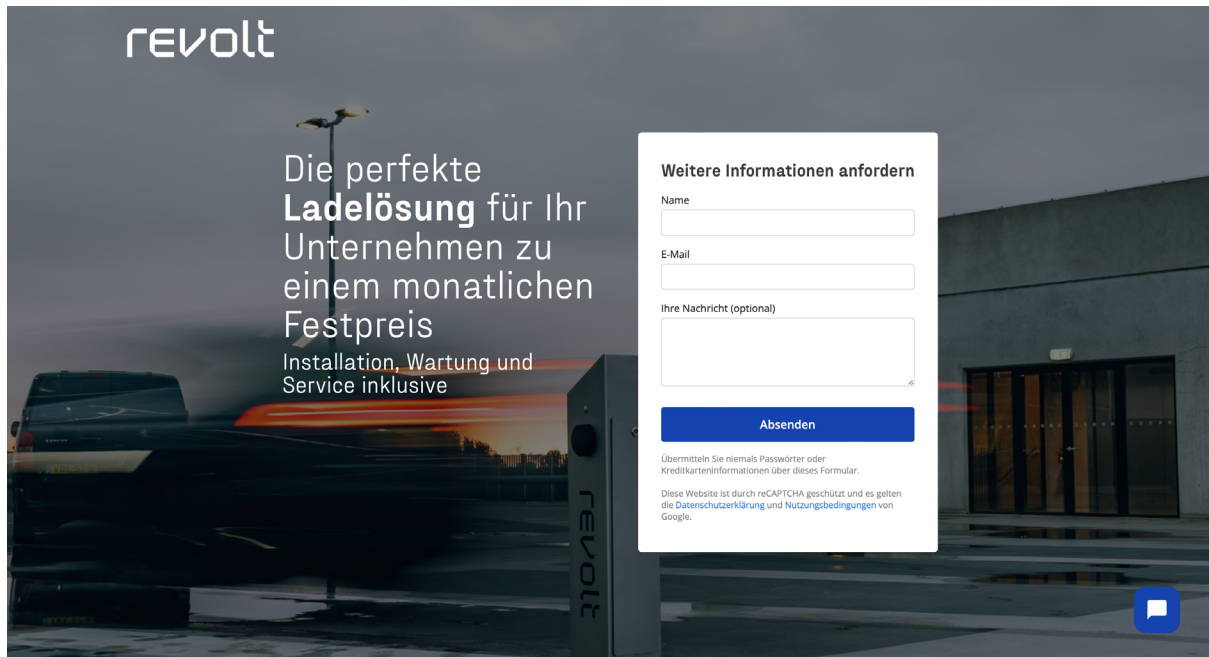 revolt
Die perfekte
Ladelösung für Ihr
Unternehmen zu
einem monatlichen
Festpreis
Installation, Wartung und
Service inklusive
Weitere Informationen anfordern
Name
E-Mail
Ihre Nachricht (optional)
Absenden
Übermitteln Sie niemals Passwörter oder
Kreditkarteninformationen über dieses Formular.
Diese Website ist durch reCAPTCHA geschützt und es gelten
die Datenschutzerklärung und Nutzungsbedingungen von
Google.
revolt